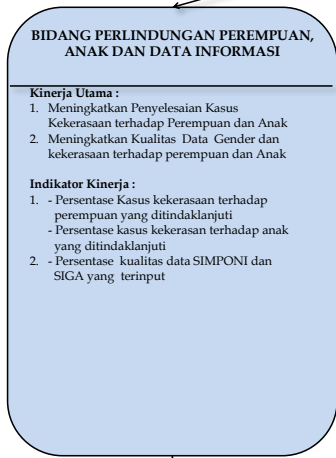 BIDANG PERLINDUNGAN PEREMPUAN,
ANAK DAN DATA INFORMASI
Kinerja Utama :
1. Meningkatkan Penyelesaian Kasus
Kekerasaan terhadap Perempuan dan Anak
2. Meningkatkan Kualitas Data Gender dan
kekerasaan terhadap perempuan dan Anak
Indikator Kinerja :
1. - Persentase Kasus kekerasaan terhadap
perempuan yang ditindaklanjuti
- Persentase kasus kekerasan terhadap anak
yang ditindaklanjuti
2. - Persentase kualitas data SIMPONI dan
SIGA yang terinput